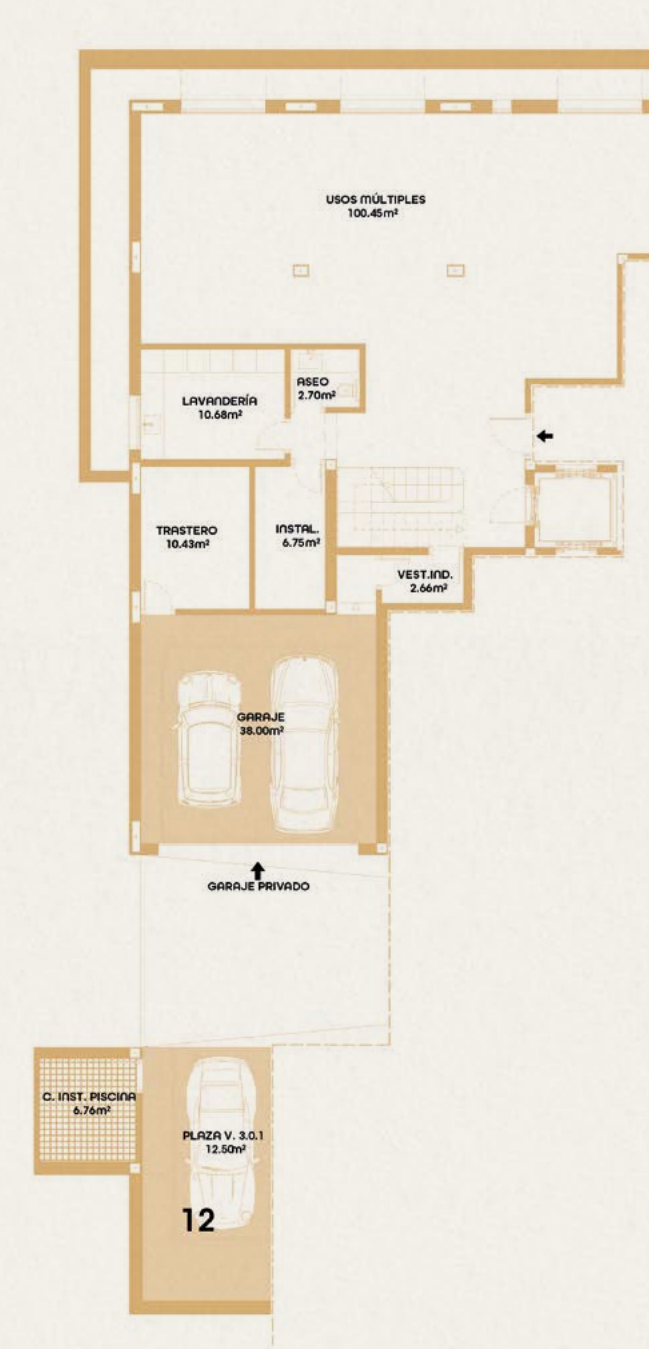 USOS MÚLTIPLES
100.45m²
ASEO
2.70m²
LAVANDERÍA
10.68m²
TRASTERO
10.43m²
INSTAL.
6.75m²
VEST.IND.
2.66m²
GARAJE
38.00m²
GARAJE PRIVADO
C. INST. PISCINA
6.76m²
PLAZA V. 3.0.1
12.50m²
12